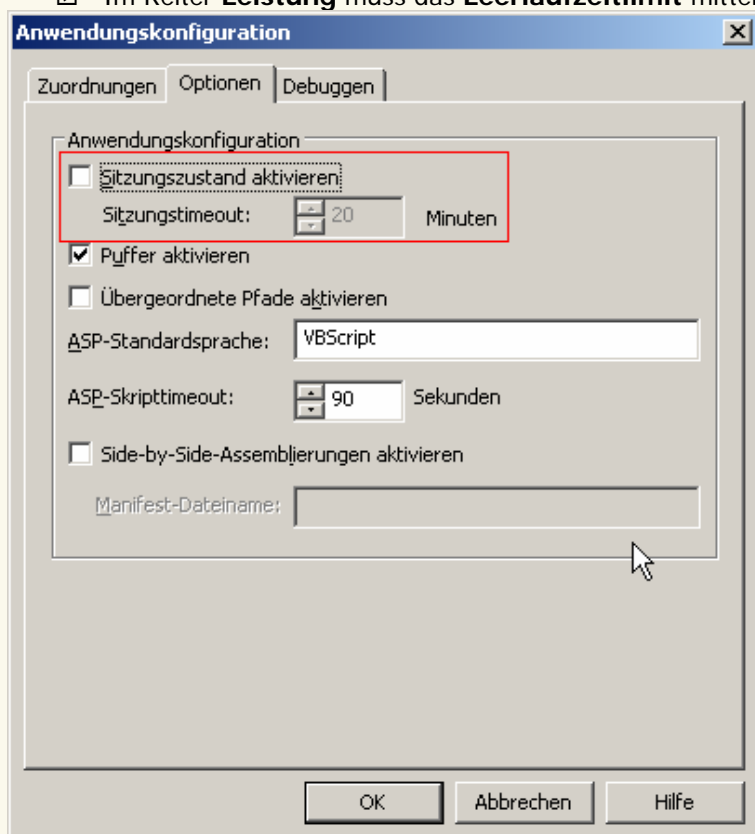 Im Reiter Leistung muss das Leerlaufzeitlimit mittel
Anwendungskonfiguration
Zuordnungen Optionen Debuggen
Anwendungskonfiguration
Sitzungszustand aktivieren
Sitzungstimeout: 20 Minuten
Puffer aktivieren
Übergeordnete Pfade aktivieren
ASP-Standardsprache: VBScript
ASP-Skripttimeout: 90 Sekunden
Side-by-Side-Assemblierungen aktivieren
Manifest-Dateiname:
OK Abbrechen Hilfe